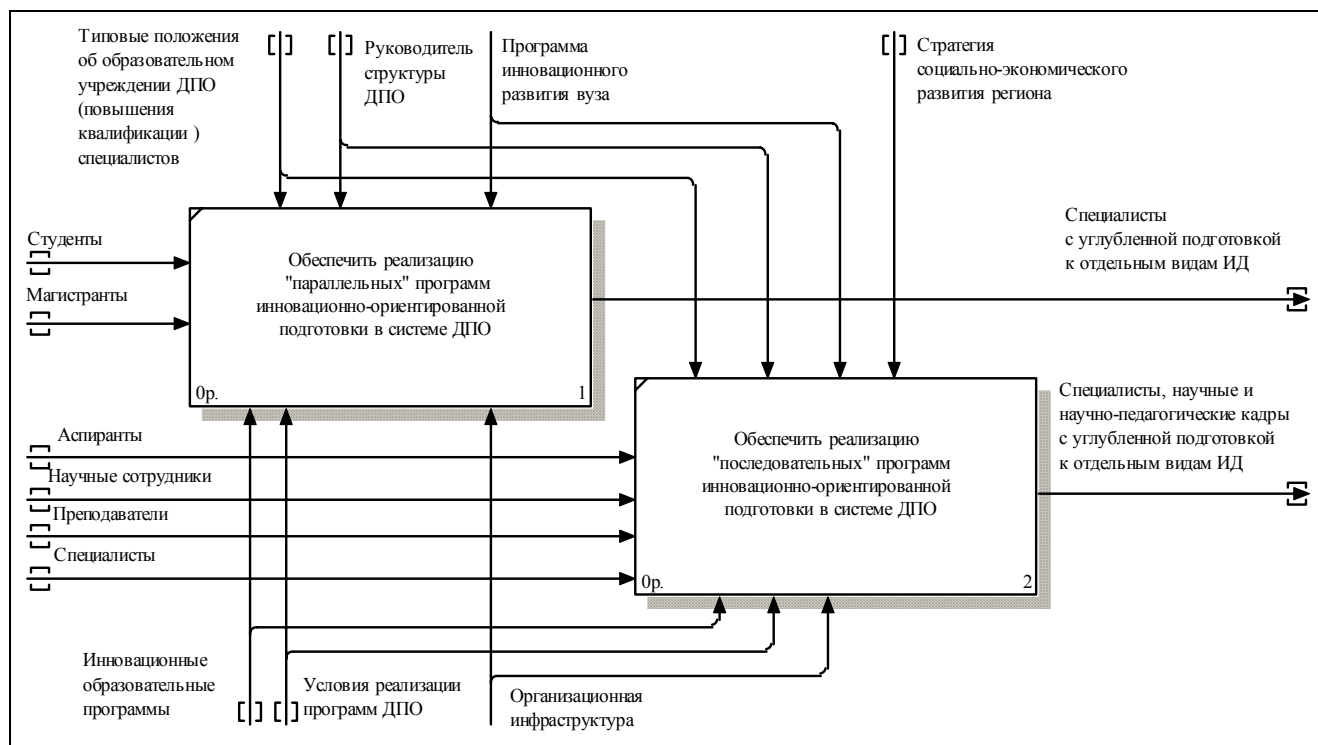 Типовые положения
об образовательном
учреждении ДПО
(повышения
квалификации )
специалистов
Руководитель
структуры
ДПО
Программа
инновационного
развития вуза
Стратегия
социально-экономического
развития региона
Студенты
Магистранты
Обеспечить реализацию
"параллельных" программ
инновационно-ориентированной
подготовки в системе ДПО
0р.
1
Специалисты
с углубленной подготовкой
к отдельным видам ИД
Аспиранты
Научные сотрудники
Преподаватели
Специалисты
Обеспечить реализацию
"последовательных" программ
инновационно-ориентированной
подготовки в системе ДПО
0р.
2
Специалисты, научные и
научно-педагогические кадры
с углубленной подготовкой
к отдельным видам ИД
Инновационные
образовательные
программы
Условия реализации
программ ДПО
Организационная
инфраструктура